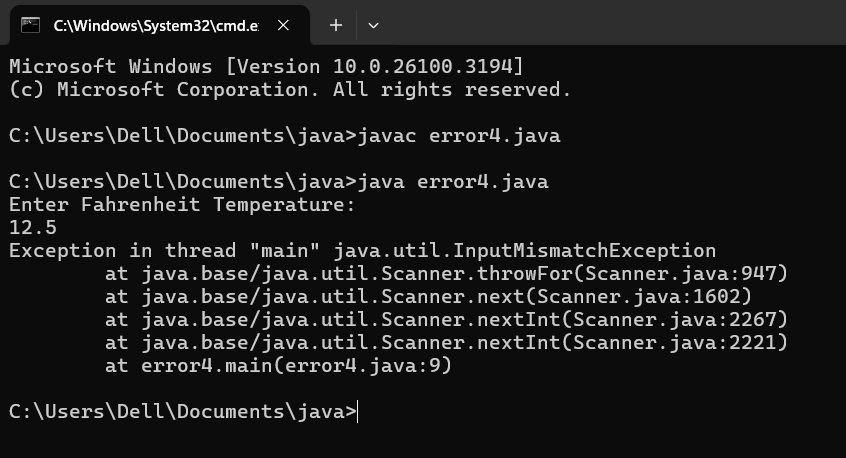 C:\Windows\System32\cmd.e
Microsoft Windows [Version 10.0.26100.3194]
(c) Microsoft Corporation. All rights reserved.
C:\Users\Dell\Documents\java>javac error4.java
C:\Users\Dell\Documents\java>java error4.java
Enter Fahrenheit Temperature:
12.5
Exception in thread "main" java.util.InputMismatchException
        at java.base/java.util.Scanner.throwFor(Scanner.java:947)
        at java.base/java.util.Scanner.next(Scanner.java:1602)
        at java.base/java.util.Scanner.nextInt(Scanner.java:2267)
        at java.base/java.util.Scanner.nextInt(Scanner.java:2221)
        at error4.main(error4.java:9)
C:\Users\Dell\Documents\java>